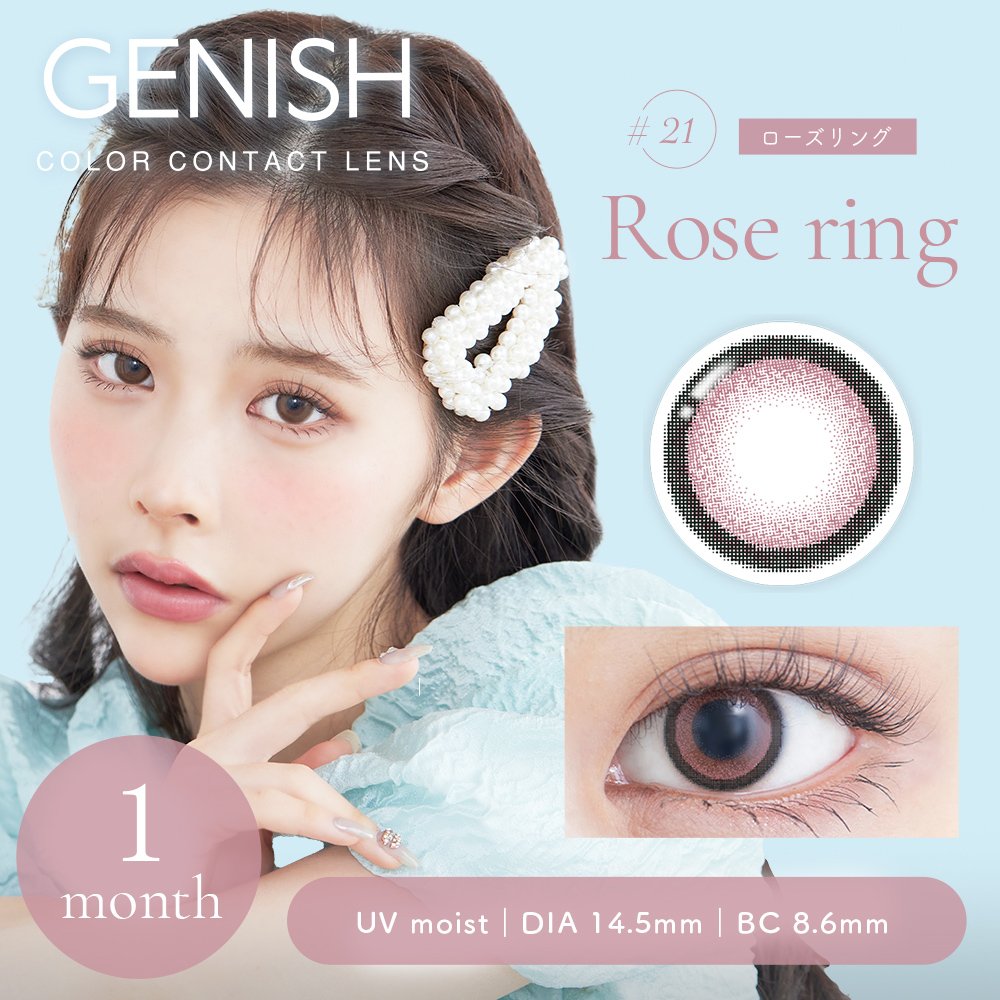 GENISH
COLOR CONTACT LENS
# 21
ローズリング
Rose ring
1
month
UV moist | DIA 14.5mm | BC 8.6mm